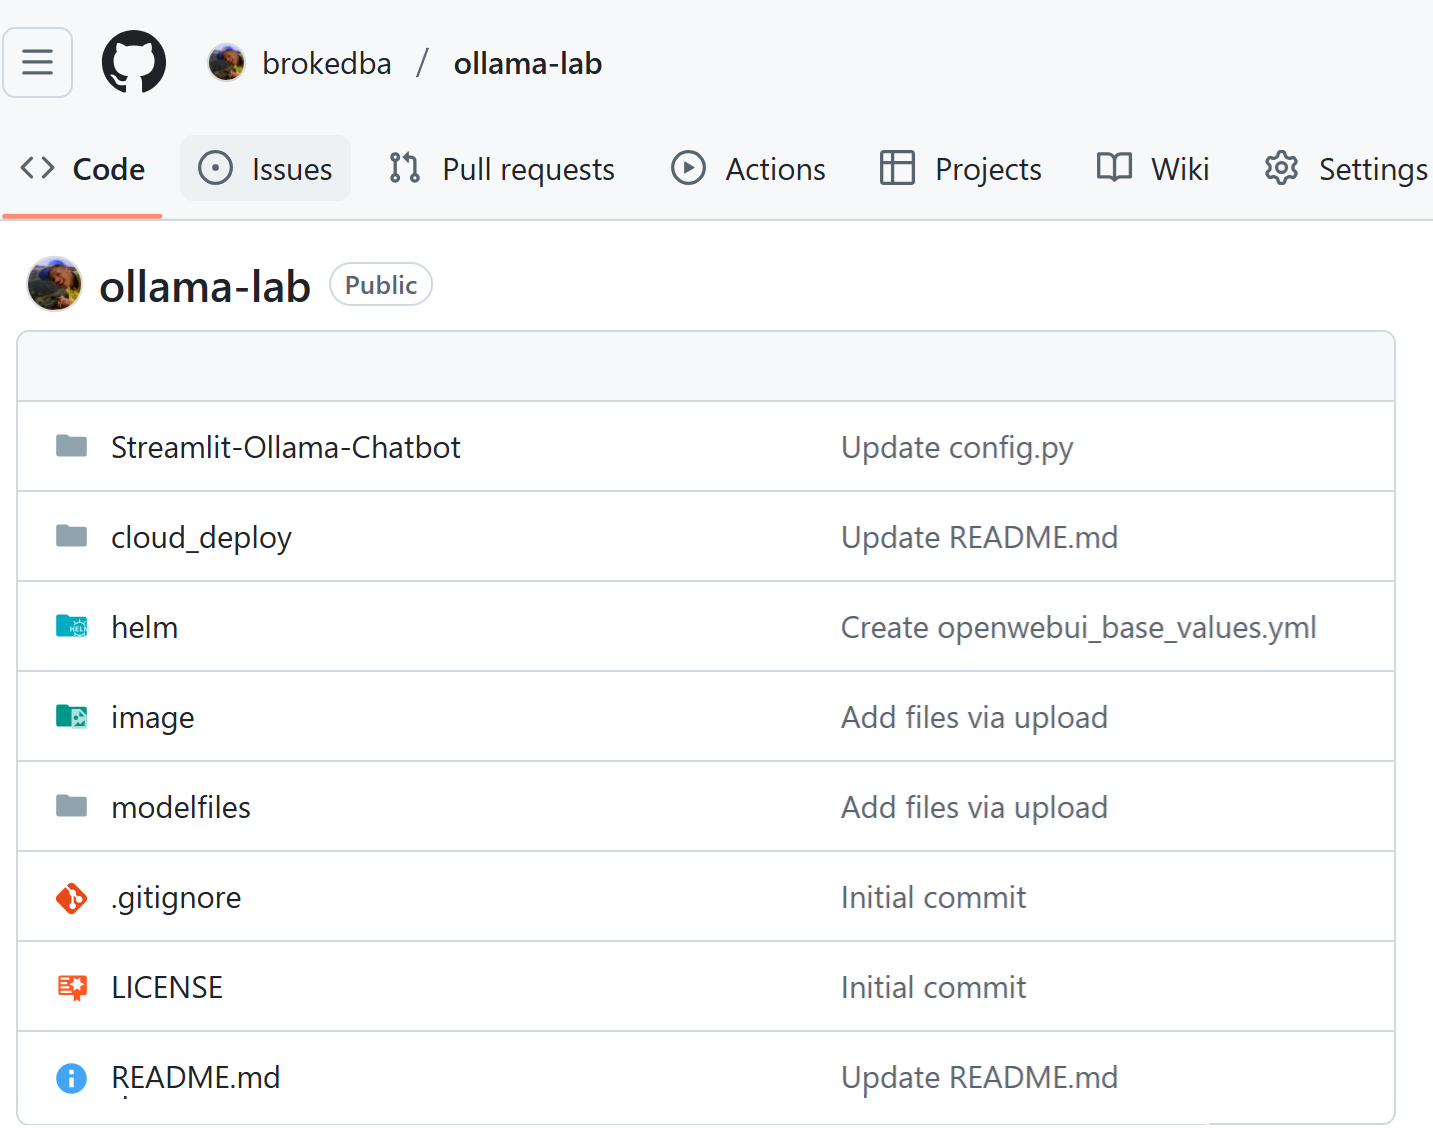 brokedba / ollama-lab
Code Issues Pull requests Actions Projects Wiki Settings
ollama-lab Public
Streamlit-Ollama-Chatbot Update config.py
cloud_deploy Update README.md
helm Create openwebui_base_values.yml
image Add files via upload
modelfiles Add files via upload
.gitignore Initial commit
LICENSE Initial commit
README.md Update README.md